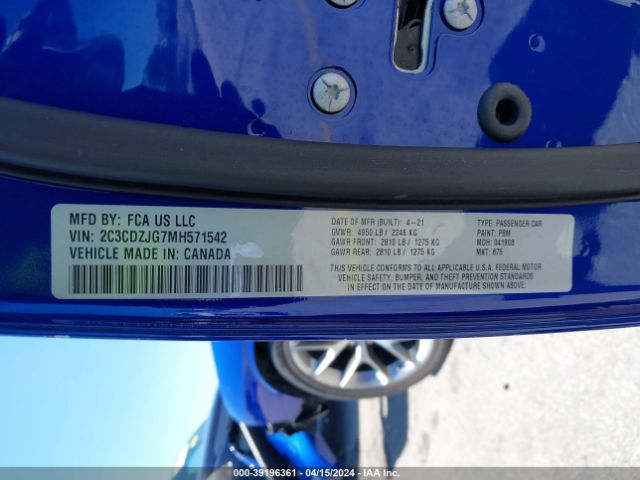 MFD BY: FCA US LLC
VIN: 2C3CDZJG7MH571542
VEHICLE MADE IN: CANADA
DATE OF MFR (BUILT): 4-21
GVWR: 4950 LB / 2246 KG
GAWR FRONT: 2810 LB / 1275 KG
GAWR REAR: 2810 LB / 1275 KG
TYPE: PASSENGER CAR
PAINT: PBM
MDH: 041908
MKT: 875
THIS VEHICLE CONFORMS TO ALL APPLICABLE U.S.A. FEDERAL MOTOR
VEHICLE SAFETY, BUMPER, AND THEFT PREVENTION STANDARDS
IN EFFECT ON THE DATE OF MANUFACTURE SHOWN ABOVE.
000-39196361 - 04/15/2024 - IAA Inc.